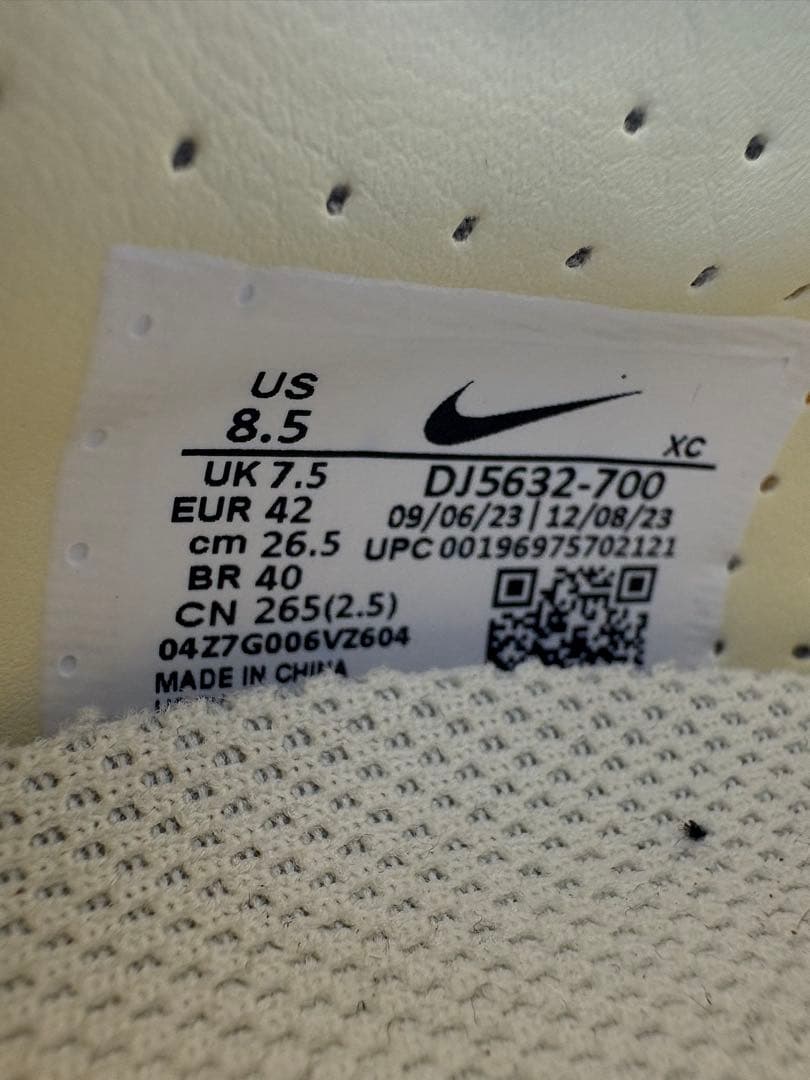 US
8.5
XC
UK 7.5
EUR 42
cm 26.5
BR 40
CN 265(2.5)
04Z7G006VZ604
MADE IN CHINA
DJ5632-700
09/06/23 | 12/08/23
UPC 00196975702121